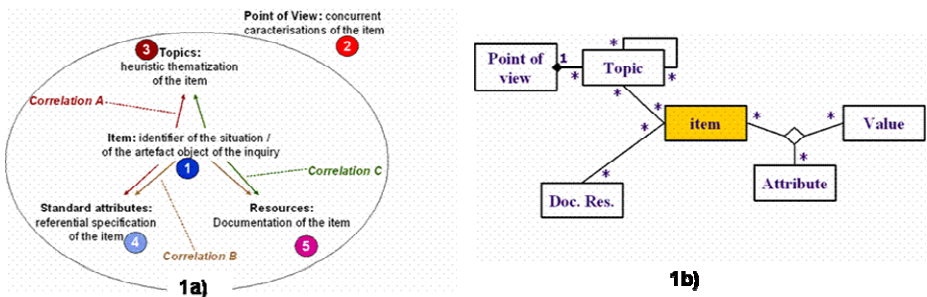 Point of View: concurrent
caracterisations of the item
2
3
Topics:
heuristic thematization
of the item
Correlation A
Item: identifier of the situation /
of the artefact object of the inquiry
1
Correlation C
Standard attributes:
referential specification
of the item
4
Resources:
Documentation of the item
5
Correlation B
1a)
Point of
view
1
*
Topic
*
*
*
*
item
*
*
Value
*
*
Attribute
*
*
Doc. Res.
1b)